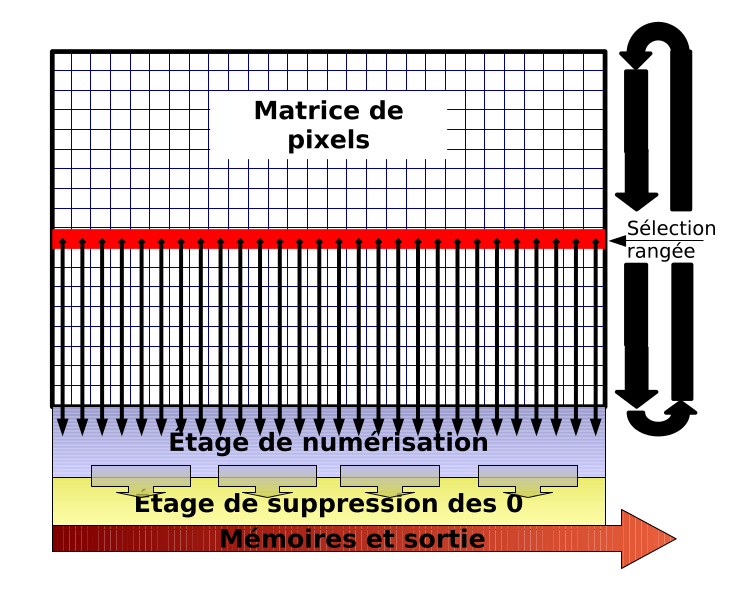 Matrice de
pixels
Sélection
rangée
Étage de numérisation
Étage de suppression des 0
Mémoires et sortie